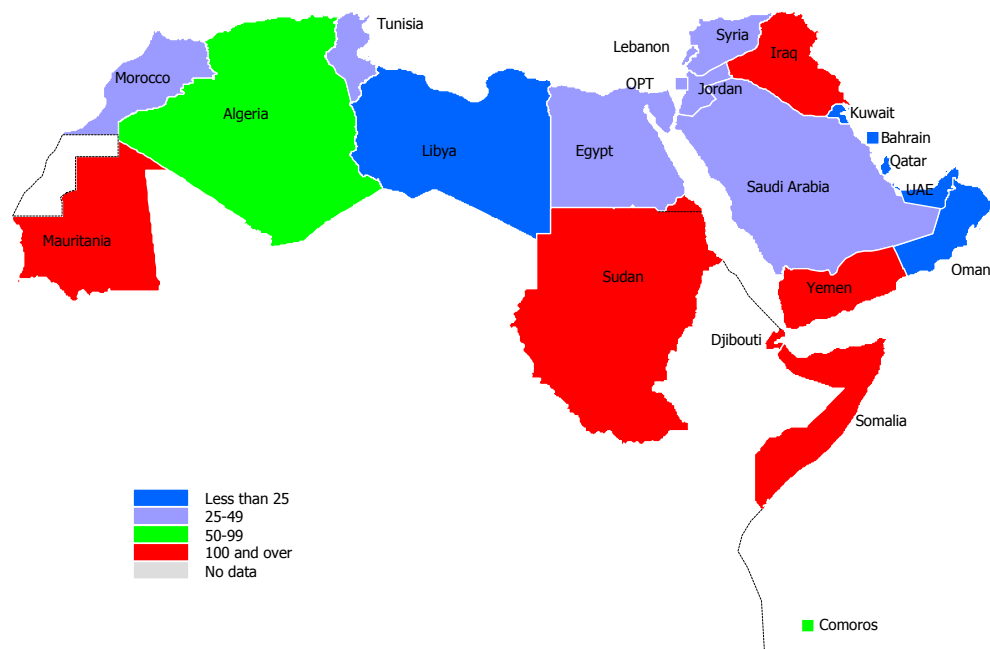 Tunisia
Syria
Lebanon
Iraq
Morocco
OPT
Jordan
Algeria
Kuwait
Bahrain
Libya
Egypt
Qatar
Saudi Arabia
UAE
Mauritania
Oman
Sudan
Yemen
Djibouti
Somalia
Less than 25
25-49
50-99
100 and over
No data
Comoros